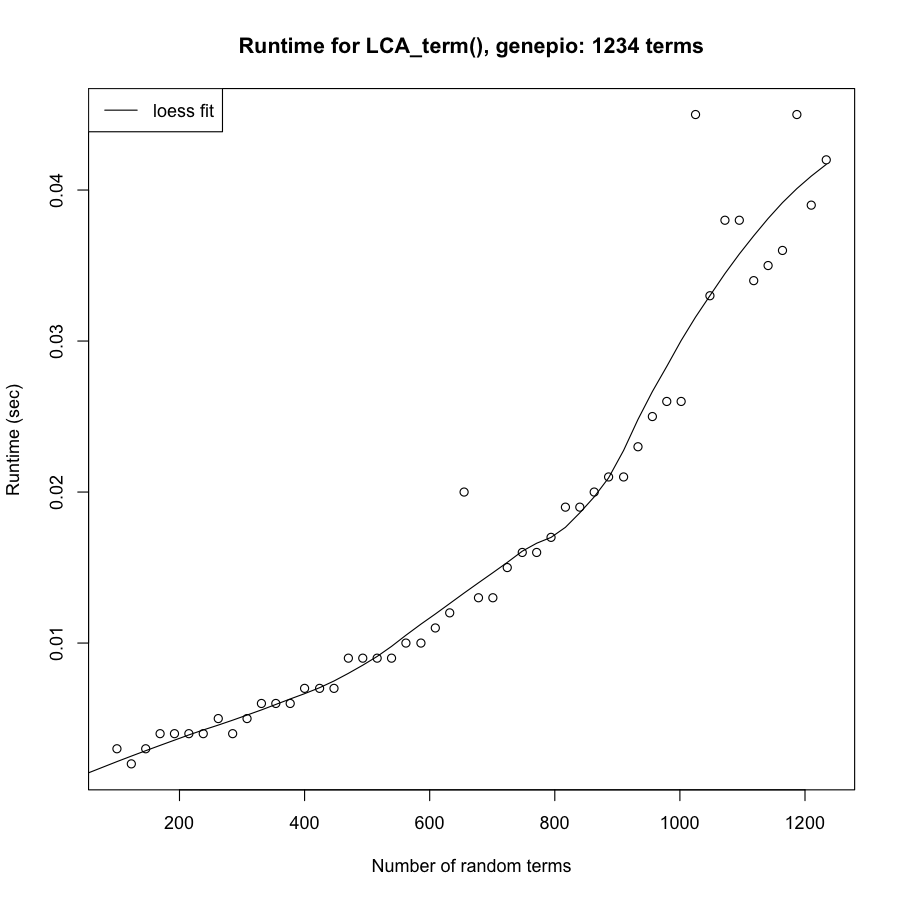 Runtime for LCA_term(), genepio: 1234 terms
loess fit
0.04
0.03
0.02
0.01
Runtime (sec)
200 400 600 800 1000 1200
Number of random terms